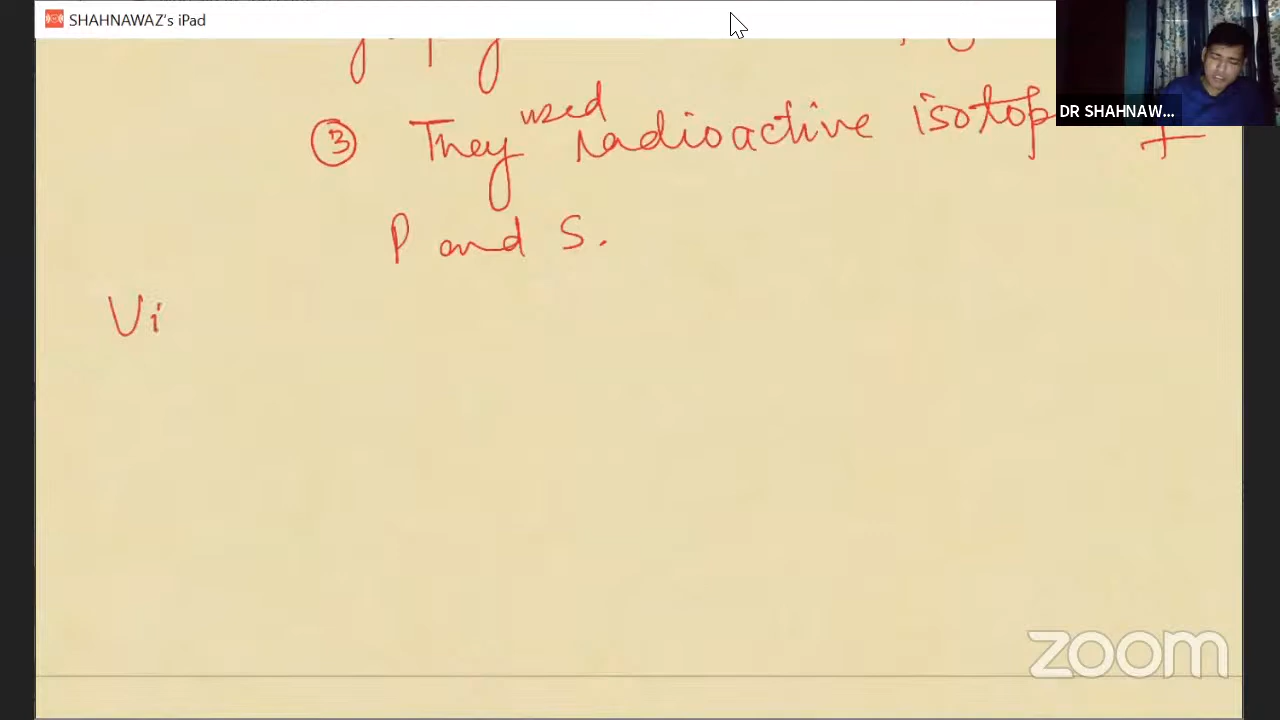 SHAHNAWAZ's iPad
DR SHAHNAW...
③ They used radioactive isotop
P and S.
Vi
zoom